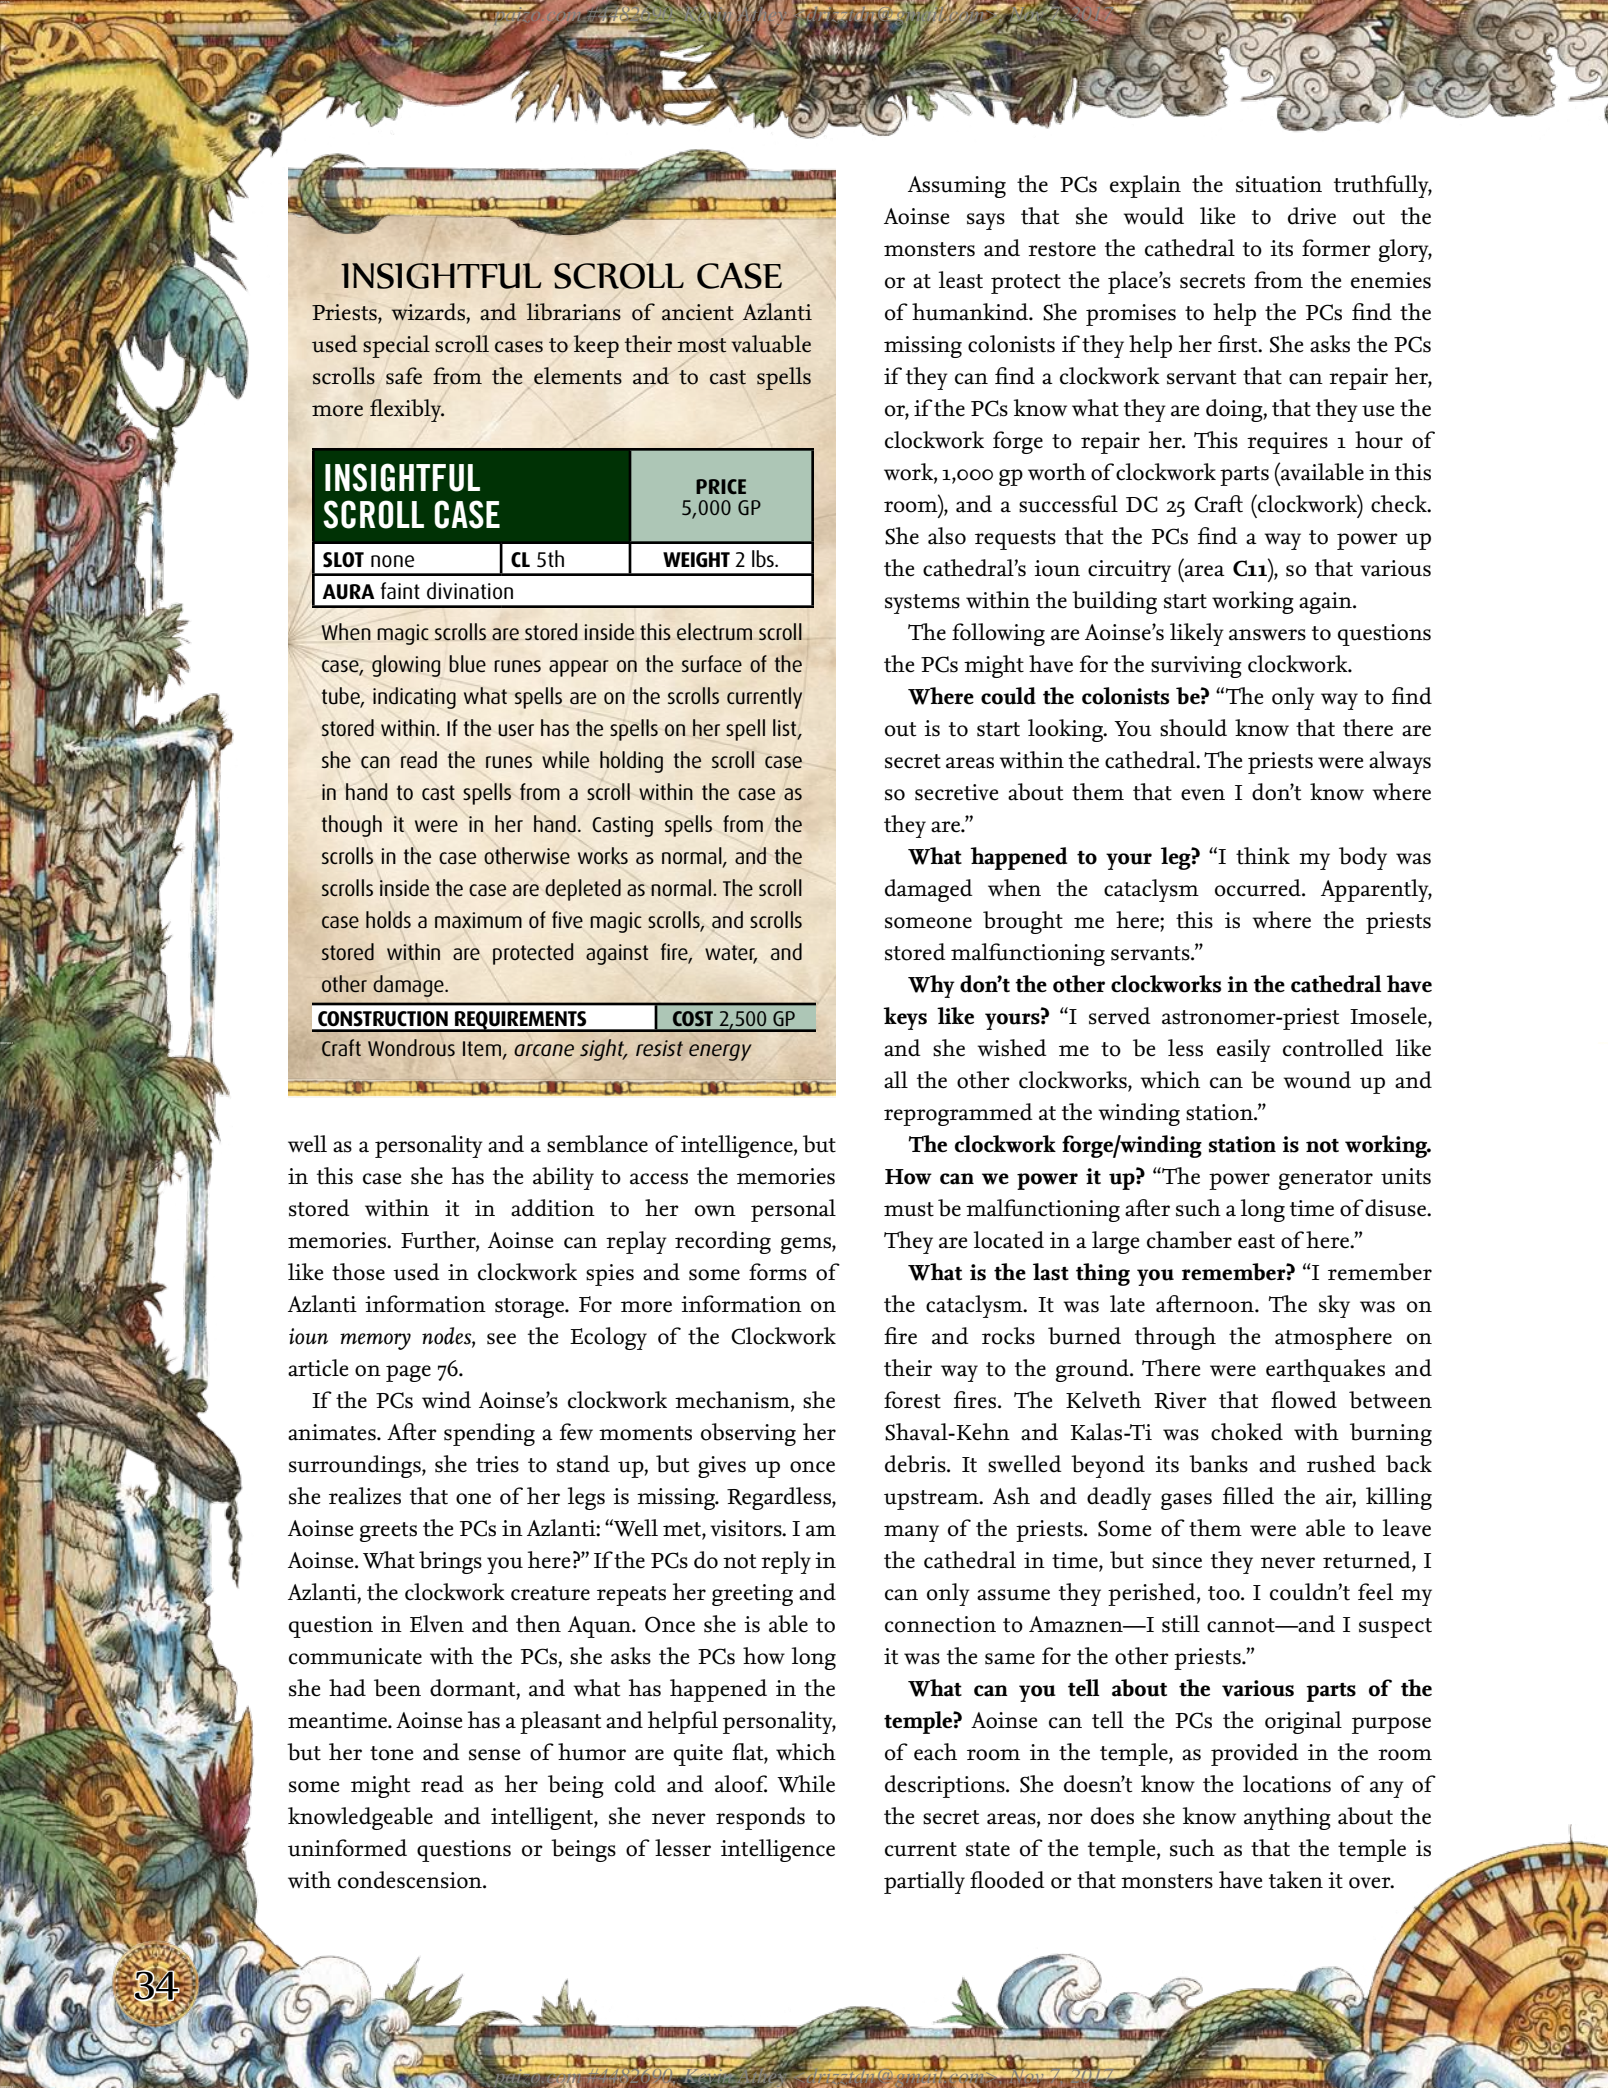 INSIGHTFUL SCROLL CASE
Priests, wizards, and librarians of ancient Azlanti
used special scroll cases to keep their most valuable
scrolls safe from the elements and to cast spells
more flexibly.
INSIGHTFUL
SCROLL CASE
PRICE
5,000 GP
SLOT none
CL 5th
WEIGHT 2 lbs.
AURA faint divination
When magic scrolls are stored inside this electrum scroll
case, glowing blue runes appear on the surface of the
tube, indicating what spells are on the scrolls currently
stored within. If the user has the spells on her spell list,
she can read the runes while holding the scroll case
in hand to cast spells from a scroll within the case as
though it were in her hand. Casting spells from the
scrolls in the case otherwise works as normal, and the
scrolls inside the case are depleted as normal. The scroll
case holds a maximum of five magic scrolls, and scrolls
stored within are protected against fire, water, and
other damage.
CONSTRUCTION REQUIREMENTS
COST 2,500 GP
Craft Wondrous Item, arcane sight, resist energy
well as a personality and a semblance of intelligence, but
in this case she has the ability to access the memories
stored within it in addition to her own personal
memories. Further, Aoinse can replay recording gems,
like those used in clockwork spies and some forms of
Azlanti information storage. For more information on
ioun memory nodes, see the Ecology of the Clockwork
article on page 76.
If the PCs wind Aoinse's clockwork mechanism, she
animates. After spending a few moments observing her
surroundings, she tries to stand up, but gives up once
she realizes that one of her legs is missing. Regardless,
Aoinse greets the PCs in Azlanti: “Well met, visitors. I am
Aoinse. What brings you here?” If the PCs do not reply in
Azlanti, the clockwork creature repeats her greeting and
question in Elven and then Aquan. Once she is able to
communicate with the PCs, she asks the PCs how long
she had been dormant, and what has happened in the
meantime. Aoinse has a pleasant and helpful personality,
but her tone and sense of humor are quite flat, which
some might read as her being cold and aloof. While
knowledgeable and intelligent, she never responds to
uninformed questions or beings of lesser intelligence
with condescension.
Assuming the PCs explain the situation truthfully,
Aoinse says that she would like to drive out the
monsters and restore the cathedral to its former glory,
or at least protect the place’s secrets from the enemies
of humankind. She promises to help the PCs find the
missing colonists if they help her first. She asks the PCs
if they can find a clockwork servant that can repair her,
or, if the PCs know what they are doing, that they use the
clockwork forge to repair her. This requires 1 hour of
work, 1,000 gp worth of clockwork parts (available in this
room), and a successful DC 25 Craft (clockwork) check.
She also requests that the PCs find a way to power up
the cathedral’s ioun circuitry (area C11), so that various
systems within the building start working again.
The following are Aoinse’s likely answers to questions
the PCs might have for the surviving clockwork.
Where could the colonists be? “The only way to find
out is to start looking. You should know that there are
secret areas within the cathedral. The priests were always
so secretive about them that even I don’t know where
they are.”
What happened to your leg? “I think my body was
damaged when the cataclysm occurred. Apparently,
someone brought me here; this is where the priests
stored malfunctioning servants.”
Why don’t the other clockworks in the cathedral have
keys like yours? “I served astronomer-priest Imosele,
and she wished me to be less easily controlled like
all the other clockworks, which can be wound up and
reprogrammed at the winding station.”
The clockwork forge/winding station is not working.
How can we power it up? “The power generator units
must be malfunctioning after such a long time of disuse.
They are located in a large chamber east of here.”
What is the last thing you remember? “I remember
the cataclysm. It was late afternoon. The sky was on
fire and rocks burned through the atmosphere on
their way to the ground. There were earthquakes and
forest fires. The Kelveth River that flowed between
Shaval-Kehn and Kalas-Ti was choked with burning
debris. It swelled beyond its banks and rushed back
upstream. Ash and deadly gases filled the air, killing
many of the priests. Some of them were able to leave
the cathedral in time, but since they never returned, I
can only assume they perished, too. I couldn’t feel my
connection to Amaznen—I still cannot—and I suspect
it was the same for the other priests.”
What can you tell about the various parts of the
temple? Aoinse can tell the PCs the original purpose
of each room in the temple, as provided in the room
descriptions. She doesn’t know the locations of any of
the secret areas, nor does she know anything about the
current state of the temple, such as that the temple is
partially flooded or that monsters have taken it over.
34